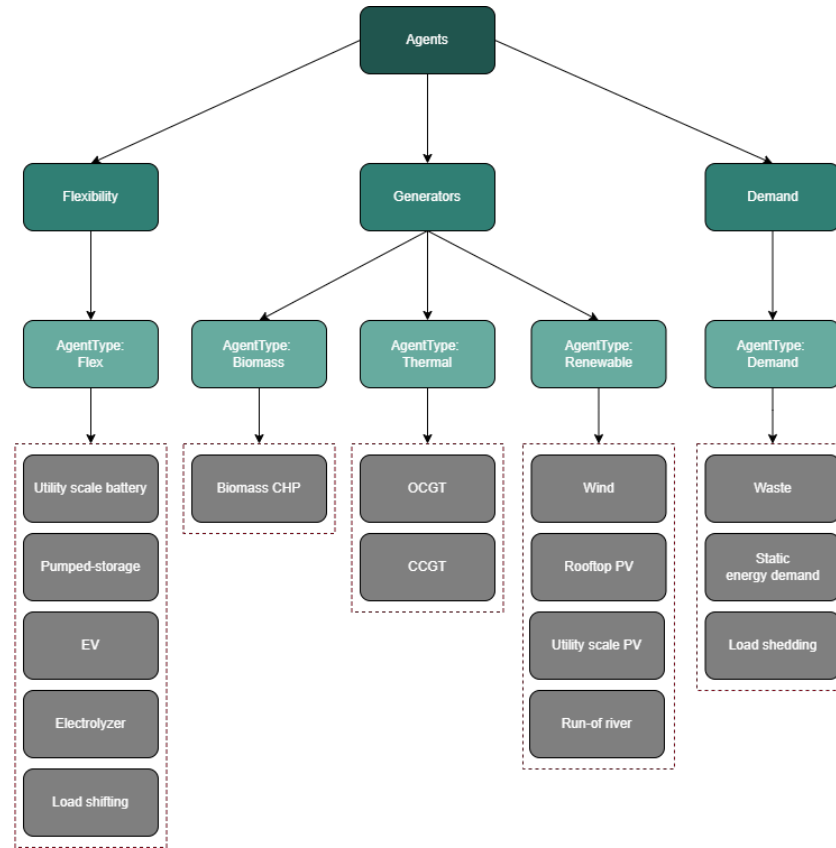 Agents
Flexibility
Generators
Demand
AgentType:
Flex
AgentType:
Biomass
AgentType:
Thermal
AgentType:
Renewable
AgentType:
Demand
Utility scale battery
Pumped-storage
EV
Electrolyzer
Load shifting
Biomass CHP
OCGT
CCGT
Wind
Rooftop PV
Utility scale PV
Run-of river
Waste
Static
energy demand
Load shedding